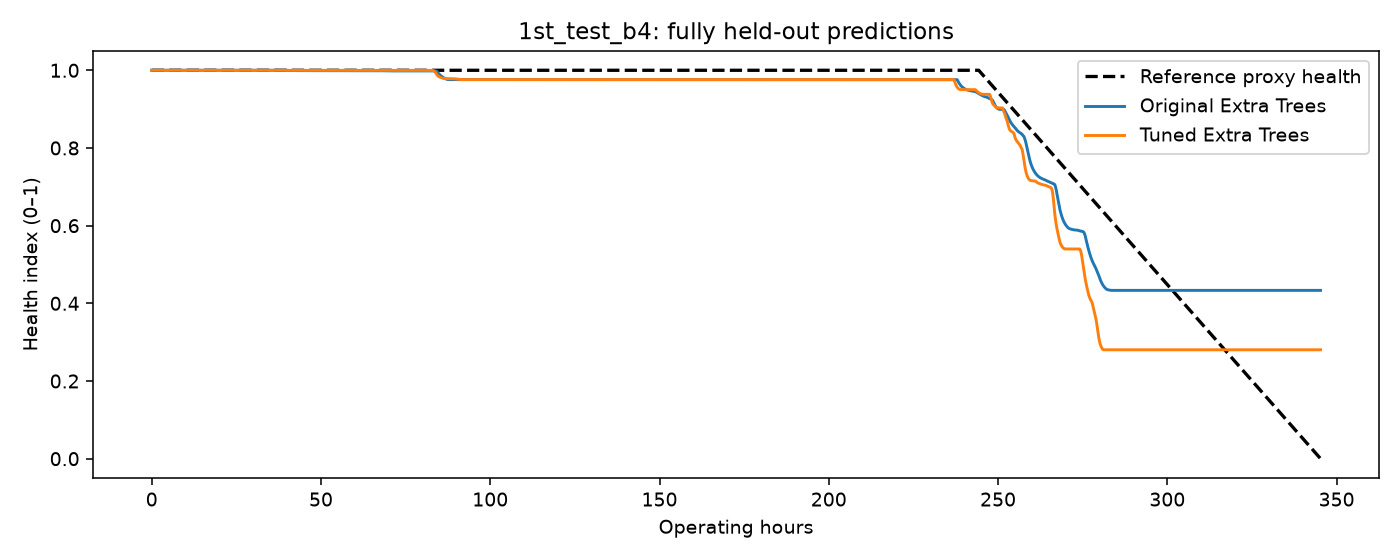 1st_test_b4: fully held-out predictions
Reference proxy health
Original Extra Trees
Tuned Extra Trees
Health index (0–1)
1.0
0.8
0.6
0.4
0.2
0.0
0 50 100 150 200 250 300 350
Operating hours